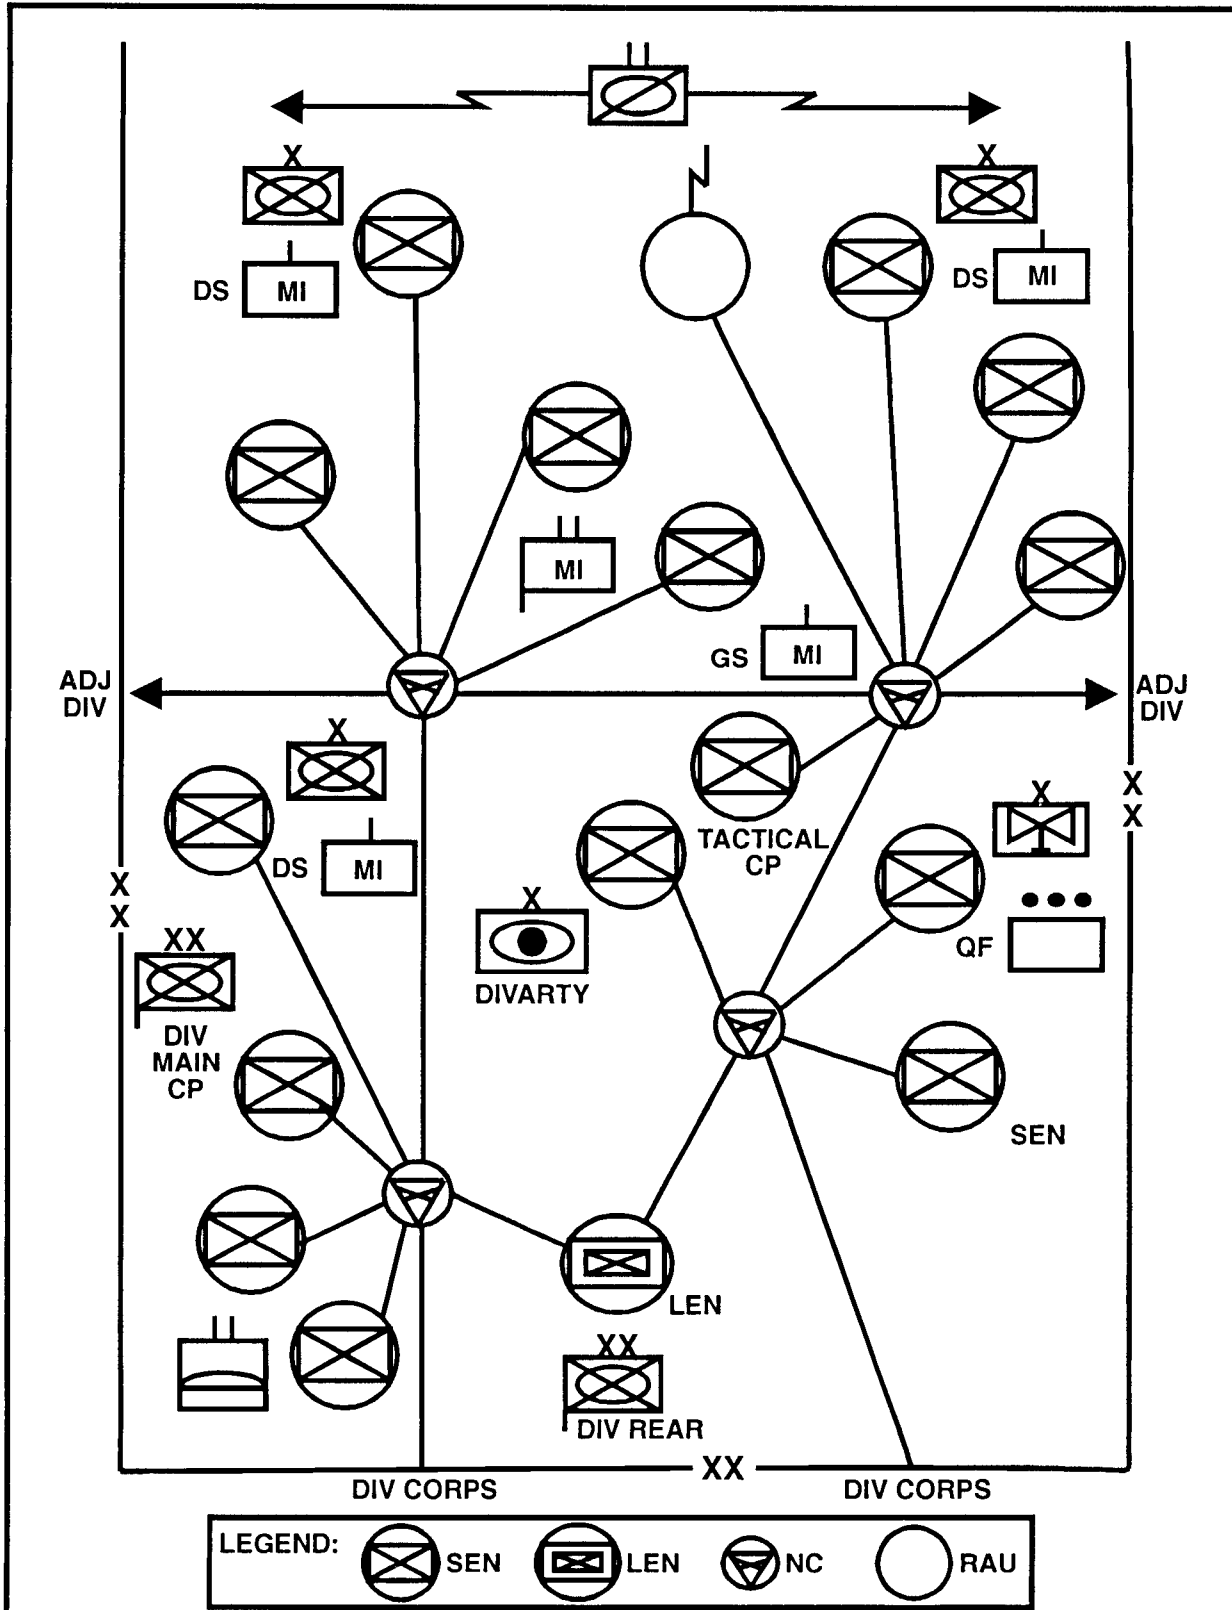 X
X
DS
MI
DS
MI
MI
GS
MI
ADJ
DIV
ADJ
DIV
X
X
X
X
TACTICAL
CP
DS
MI
X
X
X
XX
DIVARTY
QF
DIV
MAIN
CP
SEN
LEN
XX
DIV REAR
XX
DIV CORPS
DIV CORPS
LEGEND:
SEN
LEN
NC
RAU